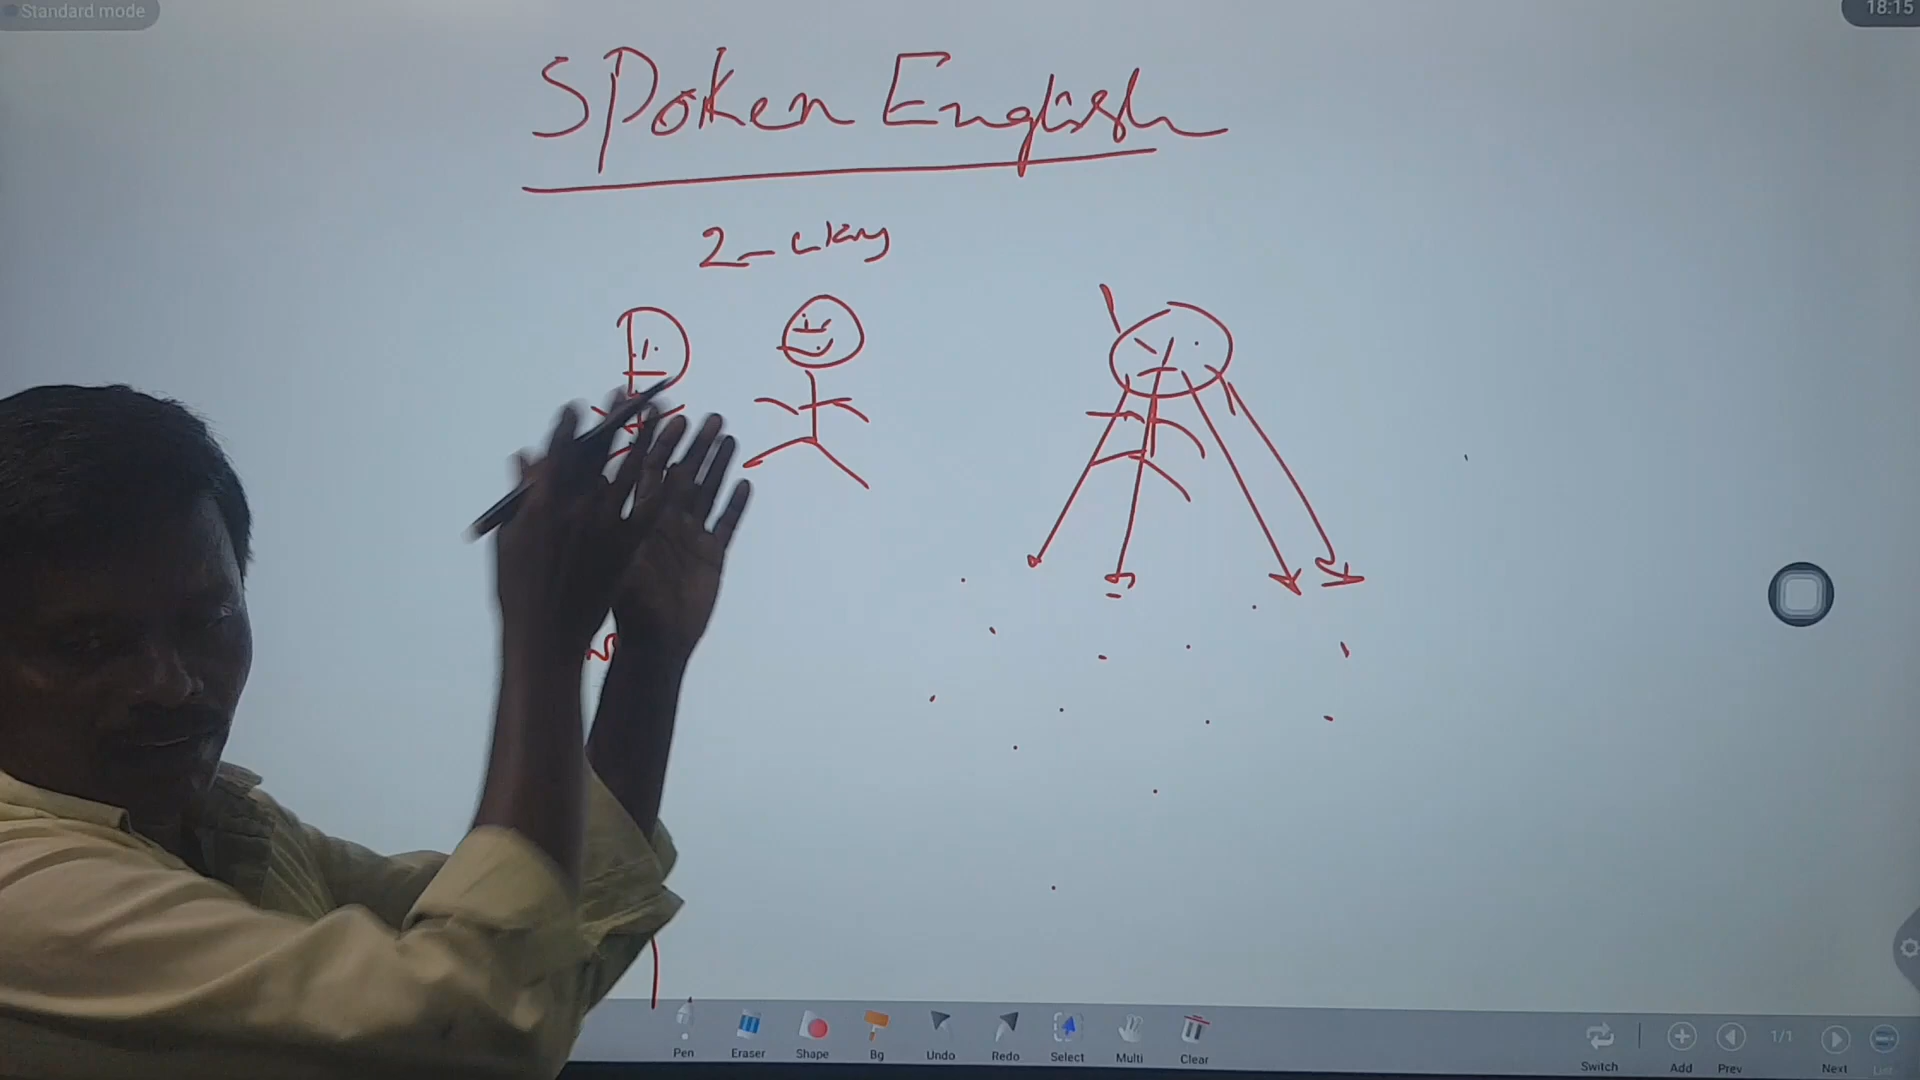 Standard mode
18:15
Spoken English
2-way
Pen Eraser Shape Bg Undo Redo Select Multi Clear Switch Add Prev 1/1 Next List